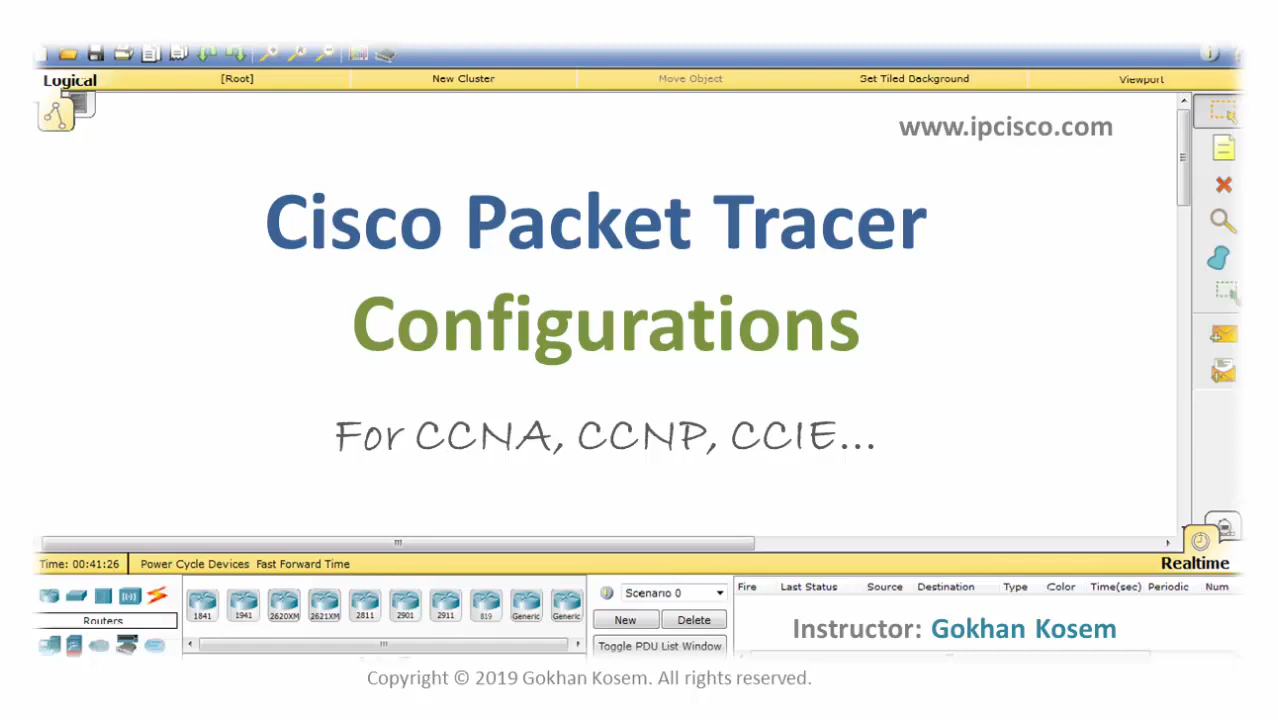 Logical [Root] New Cluster Move Object Set Tiled Background Viewport
www.ipcisco.com
Cisco Packet Tracer
Configurations
For CCNA, CCNP, CCIE...
Time: 00:41:26 Power Cycle Devices Fast Forward Time
Realtime
Routers
1841 1941 2620XM 2621XM 2811 2901 2911 819 Generic Generic
Scenario 0
New Delete
Toggle PDU List Window
Fire Last Status Source Destination Type Color Time(sec) Periodic Num
Instructor: Gokhan Kosem
Copyright © 2019 Gokhan Kosem. All rights reserved.